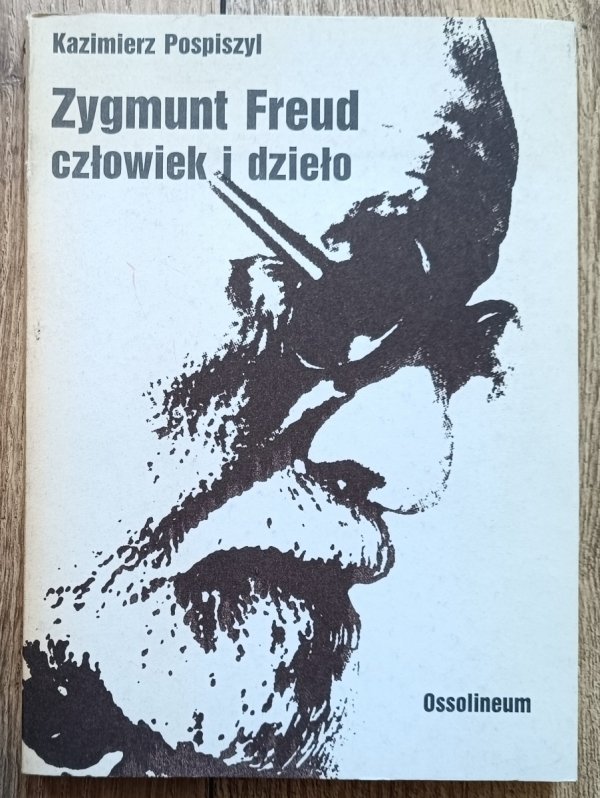 Kazimierz Pospiszyl
Zygmunt Freud
człowiek i dzieło
Ossolineum